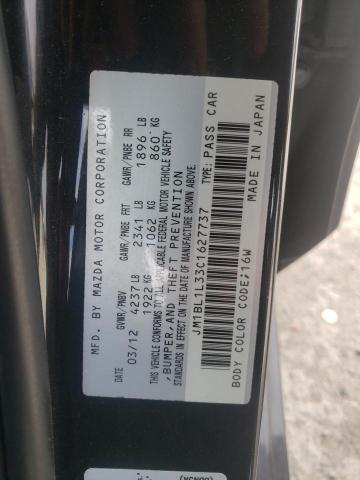 MFD. BY MAZDA MOTOR CORPORATION
DATE GVWR/PNBV GAWR/PNBE FRT GAWR/PNBE RR
03/12 4237 LB 2341 LB 1896 LB
1922 KG 1062 KG 860 KG
THIS VEHICLE CONFORMS TO ALL APPLICABLE FEDERAL MOTOR VEHICLE SAFETY
, BUMPER, AND THEFT PREVENTION
STANDARDS IN EFFECT ON THE DATE OF MANUFACTURE SHOWN ABOVE.
JM1BL1L33C1627737 TYPE: PASS CAR
BODY COLOR CODE;16W MADE IN JAPAN